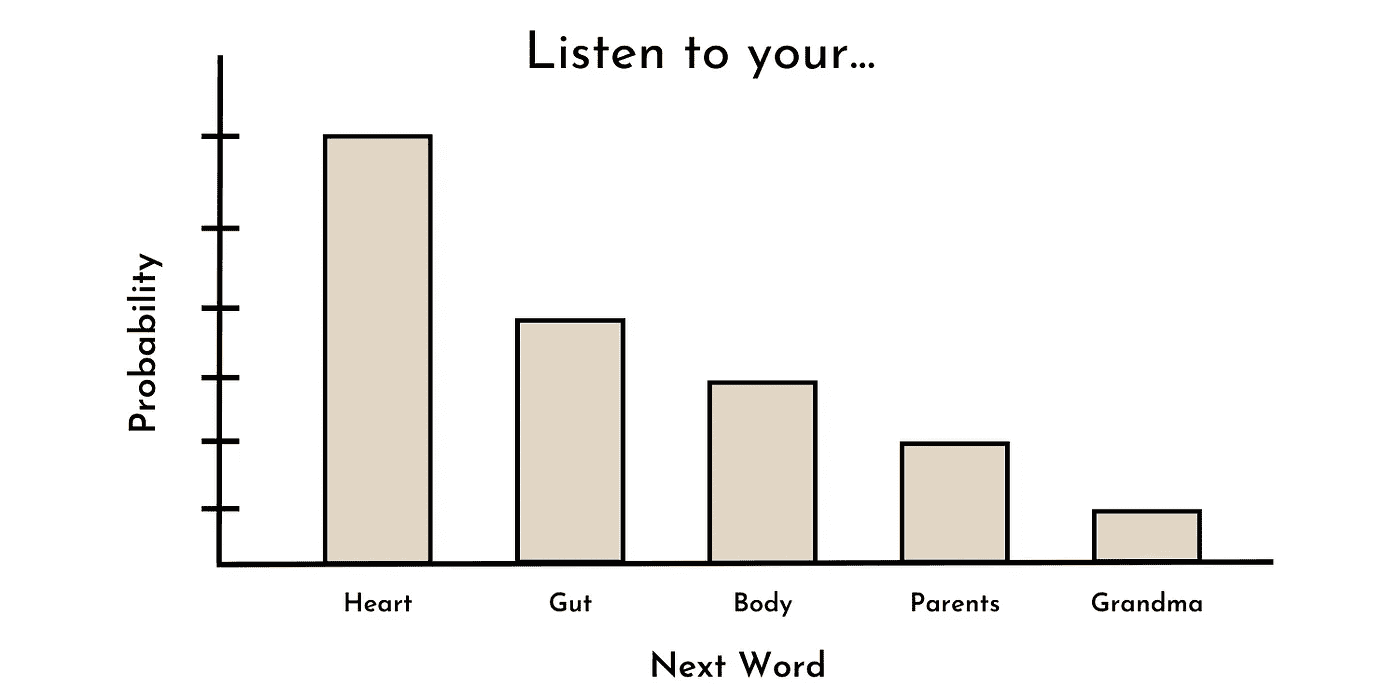 Listen to your...
Probability
Heart
Gut
Body
Parents
Grandma
Next Word